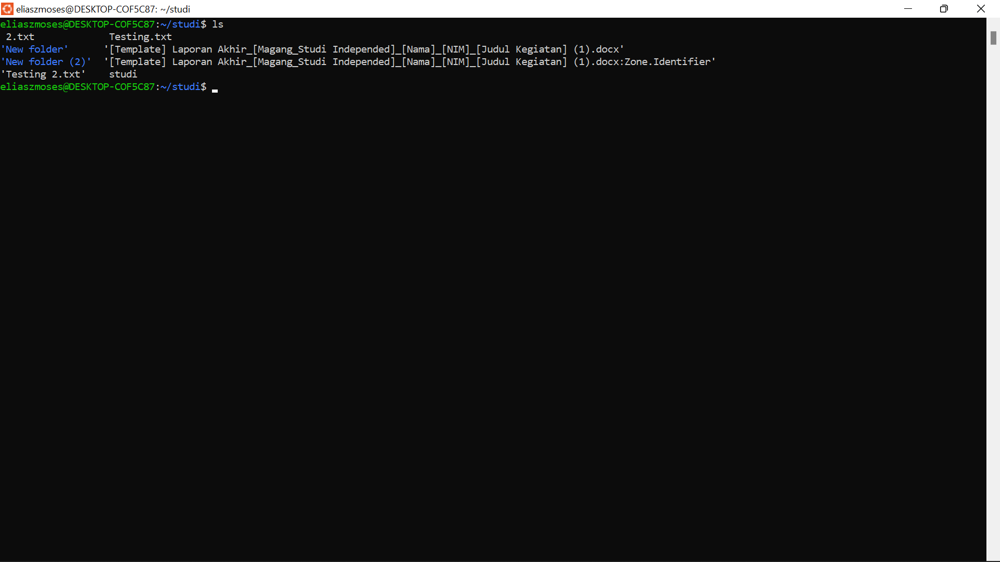 eliaszmoses@DESKTOP-COF5C87: ~/studi
eliaszmoses@DESKTOP-COF5C87:~/studi$ ls
 2.txt             Testing.txt
'New folder'      '[Template] Laporan Akhir_[Magang_Studi Independed]_[Nama]_[NIM]_[Judul Kegiatan] (1).docx'
'New folder (2)'  '[Template] Laporan Akhir_[Magang_Studi Independed]_[Nama]_[NIM]_[Judul Kegiatan] (1).docx:Zone.Identifier'
'Testing 2.txt'    studi
eliaszmoses@DESKTOP-COF5C87:~/studi$